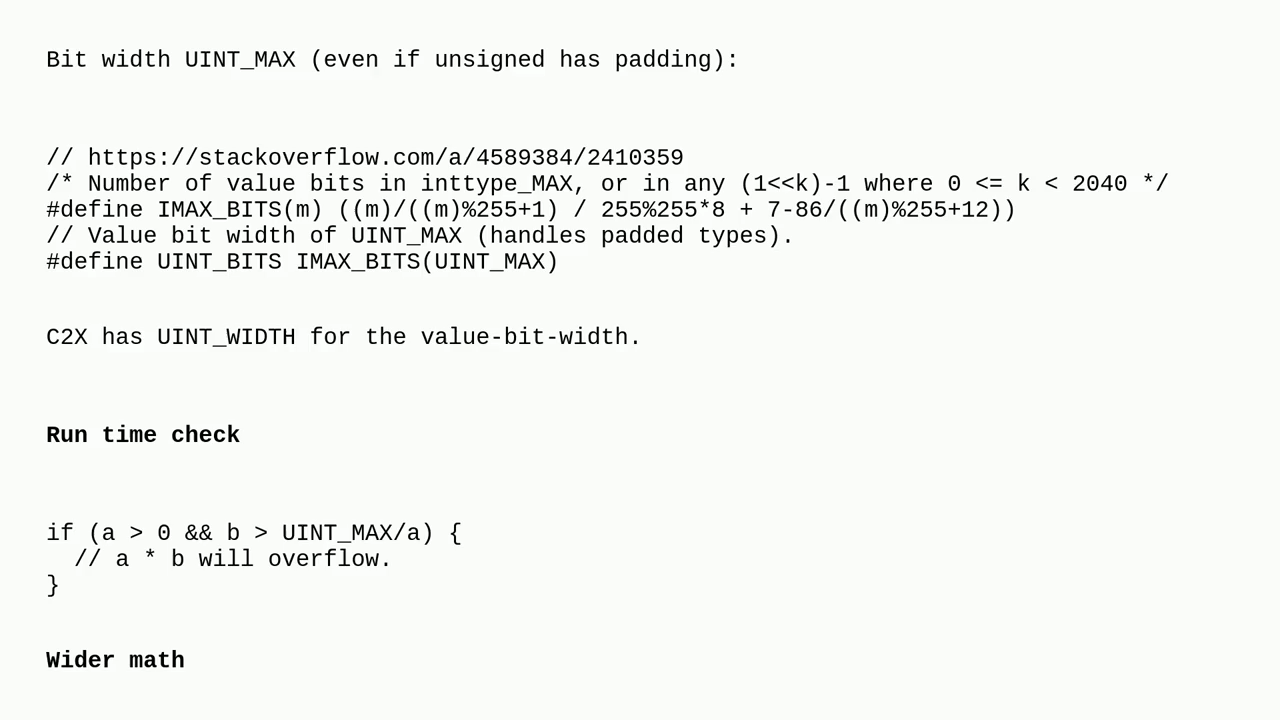 Bit width UINT_MAX (even if unsigned has padding):
// https://stackoverflow.com/a/4589384/2410359
/* Number of value bits in inttype_MAX, or in any (1<<k)-1 where 0 <= k < 2040 */
#define IMAX_BITS(m) ((m)/((m)%255+1) / 255%255*8 + 7-86/((m)%255+12))
// Value bit width of UINT_MAX (handles padded types).
#define UINT_BITS IMAX_BITS(UINT_MAX)
C2X has UINT_WIDTH for the value-bit-width.
Run time check
if (a > 0 && b > UINT_MAX/a) {
  // a * b will overflow.
}
Wider math